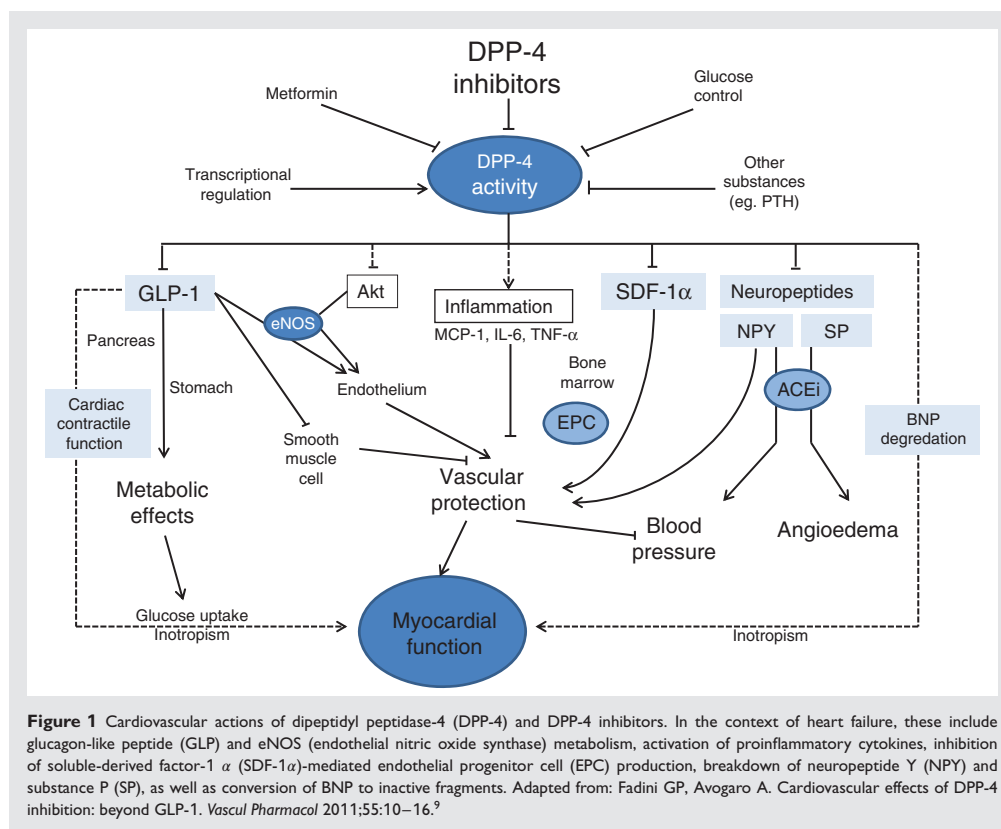 DPP-4
inhibitors
Metformin
Glucose
control
DPP-4
activity
Transcriptional
regulation
Other
substances
(eg. PTH)
GLP-1
Akt
eNOS
Inflammation
MCP-1, IL-6, TNF-α
SDF-1α
Neuropeptides
NPY
SP
Pancreas
Stomach
Endothelium
Bone
marrow
EPC
ACEi
Cardiac
contractile
function
BNP
degredation
Smooth
muscle
cell
Metabolic
effects
Vascular
protection
Blood
pressure
Angioedema
Glucose uptake
Inotropism
Myocardial
function
Inotropism
Figure 1 Cardiovascular actions of dipeptidyl peptidase-4 (DPP-4) and DPP-4 inhibitors. In the context of heart failure, these include
glucagon-like peptide (GLP) and eNOS (endothelial nitric oxide synthase) metabolism, activation of proinflammatory cytokines, inhibition
of soluble-derived factor-1 α (SDF-1α)-mediated endothelial progenitor cell (EPC) production, breakdown of neuropeptide Y (NPY) and
substance P (SP), as well as conversion of BNP to inactive fragments. Adapted from: Fadini GP, Avogaro A. Cardiovascular effects of DPP-4
inhibition: beyond GLP-1. Vascul Pharmacol 2011;55:10–16.9